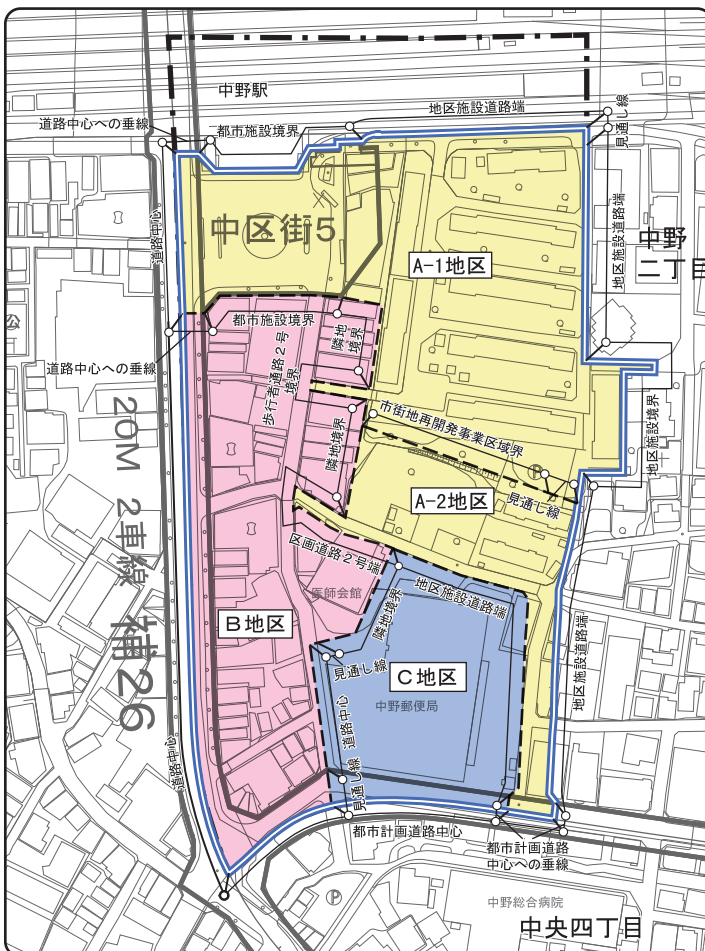 中野駅
地区施設道路端
見通し線
道路中心への垂線
都市施設境界
道路中心
中区街5
A-1地区
地区施設道路端
中野
二丁目
都市施設境界
隣地
境界
道路中心への垂線
歩行者通路2号
境界
市街地再開発事業区域界
隣地境界
地区施設境界
P
見通し線
A-2地区
20M 2車線 補26
区画道路2号端
地区施設道路端
医師会館
隣地境界
B地区
見通し線
C地区
地区施設道路端
中野郵便局
道路中心
道路中心
見通し線
都市計画道路中心
都市計画道路
中心への垂線
P
中野総合病院
中央四丁目